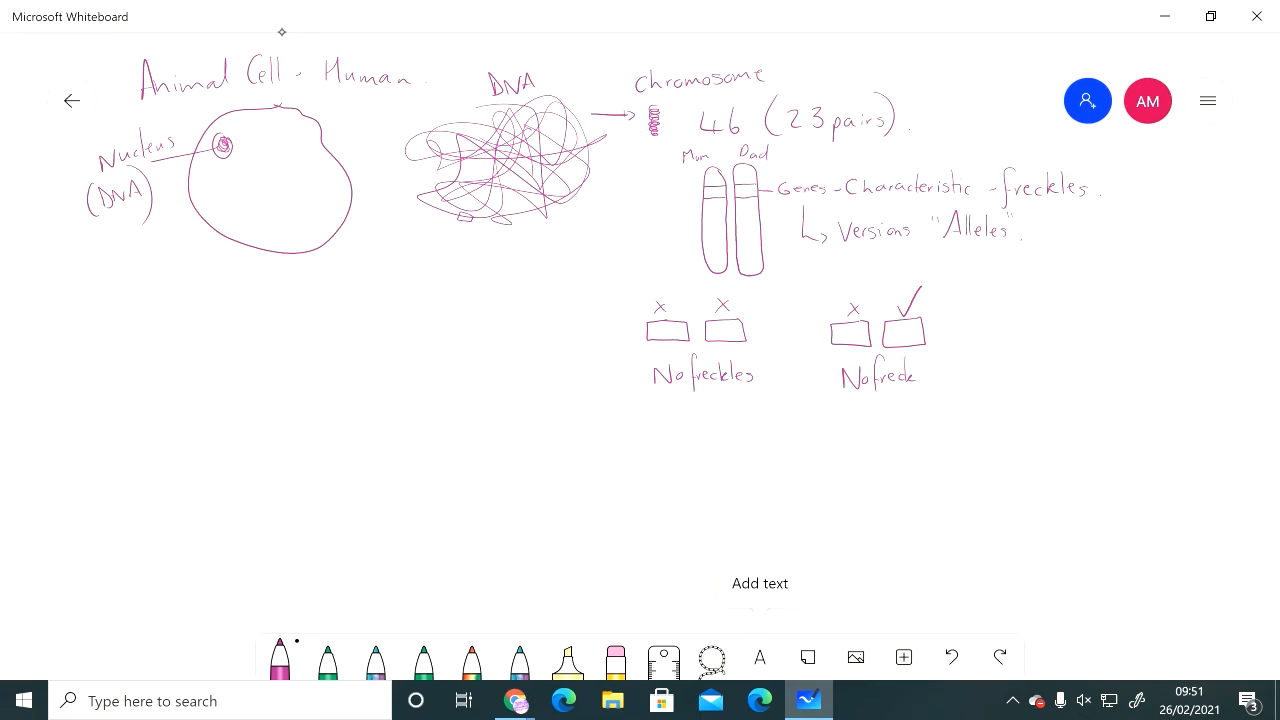 Microsoft Whiteboard
Animal Cell. Human.
DNA
Chromosome
Nucleus
(DNA)
46 (23 pairs).
Mum Dad
Genes - Characteristic - freckles.
↳ Versions "Alleles".
x x x ✓
No freckles
No freck
AM
Add text
A
Type here to search
09:51
26/02/2021
3